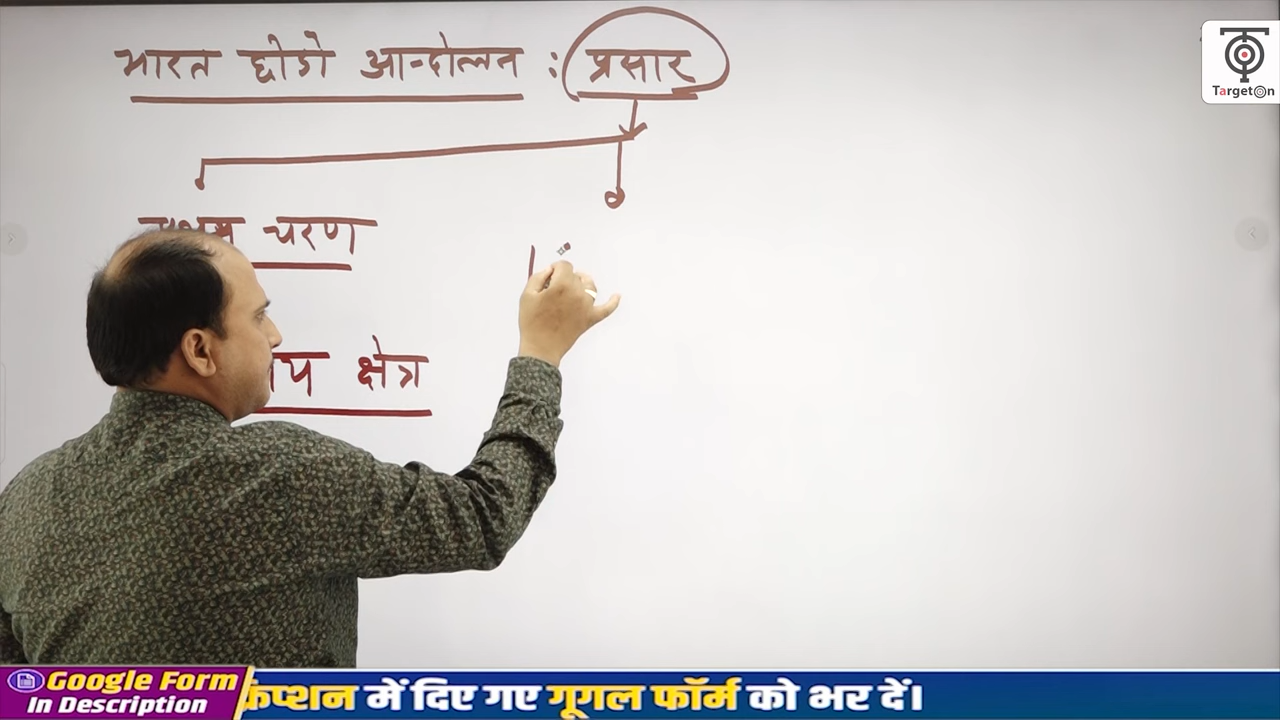 भारत छोड़ो आन्दोलन : प्रसार
चरण
क्षेत्र
TargetOn
Google Form
In Description
में दिए गए गूगल फॉर्म को भर दें।